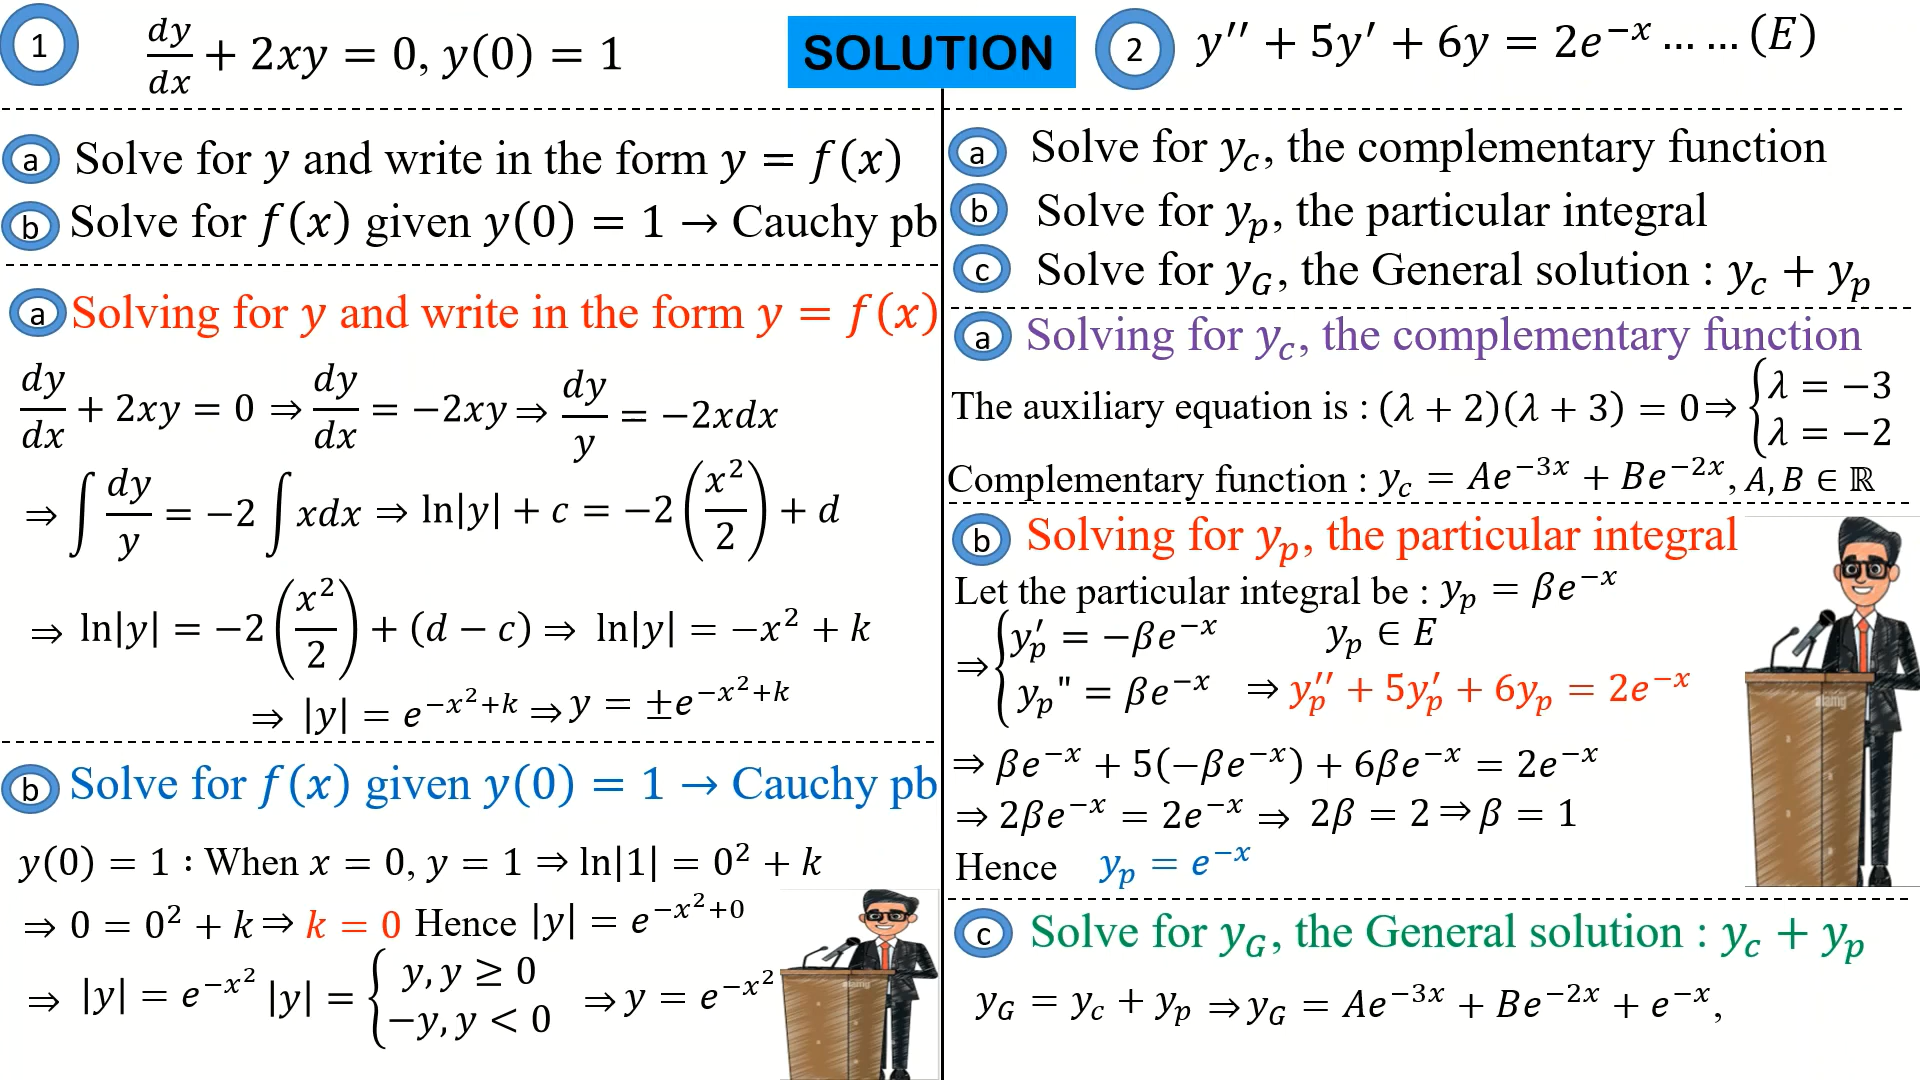 1 dy/dx + 2xy = 0, y(0) = 1
SOLUTION
a Solve for y and write in the form y = f(x)
b Solve for f(x) given y(0) = 1 → Cauchy pb
a Solving for y and write in the form y = f(x)
dy/dx + 2xy = 0 ⇒ dy/dx = −2xy ⇒ dy/y = −2xdx
⇒ ∫ dy/y = −2 ∫ xdx ⇒ ln|y| + c = −2 (x²/2) + d
⇒ ln|y| = −2 (x²/2) + (d − c) ⇒ ln|y| = −x² + k
⇒ |y| = e^(−x²+k) ⇒ y = ±e^(−x²+k)
b Solve for f(x) given y(0) = 1 → Cauchy pb
y(0) = 1 : When x = 0, y = 1 ⇒ ln|1| = 0² + k
⇒ 0 = 0² + k ⇒ k = 0 Hence |y| = e^(−x²+0)
⇒ |y| = e^(−x²) |y| = { y, y ≥ 0
−y, y < 0 ⇒ y = e^(−x²)
2 y′′ + 5y′ + 6y = 2e^(−x) … … (E)
a Solve for y_c, the complementary function
b Solve for y_p, the particular integral
c Solve for y_G, the General solution : y_c + y_p
a Solving for y_c, the complementary function
The auxiliary equation is : (λ + 2)(λ + 3) = 0 ⇒ { λ = −3
λ = −2
Complementary function : y_c = Ae^(−3x) + Be^(−2x), A, B ∈ ℝ
b Solving for y_p, the particular integral
Let the particular integral be : y_p = βe^(−x)
⇒ { y_p′ = −βe^(−x) y_p ∈ E
y_p" = βe^(−x) ⇒ y_p′′ + 5y_p′ + 6y_p = 2e^(−x)
⇒ βe^(−x) + 5(−βe^(−x)) + 6βe^(−x) = 2e^(−x)
⇒ 2βe^(−x) = 2e^(−x) ⇒ 2β = 2 ⇒ β = 1
Hence y_p = e^(−x)
c Solve for y_G, the General solution : y_c + y_p
y_G = y_c + y_p ⇒ y_G = Ae^(−3x) + Be^(−2x) + e^(−x),
alamy
alamy